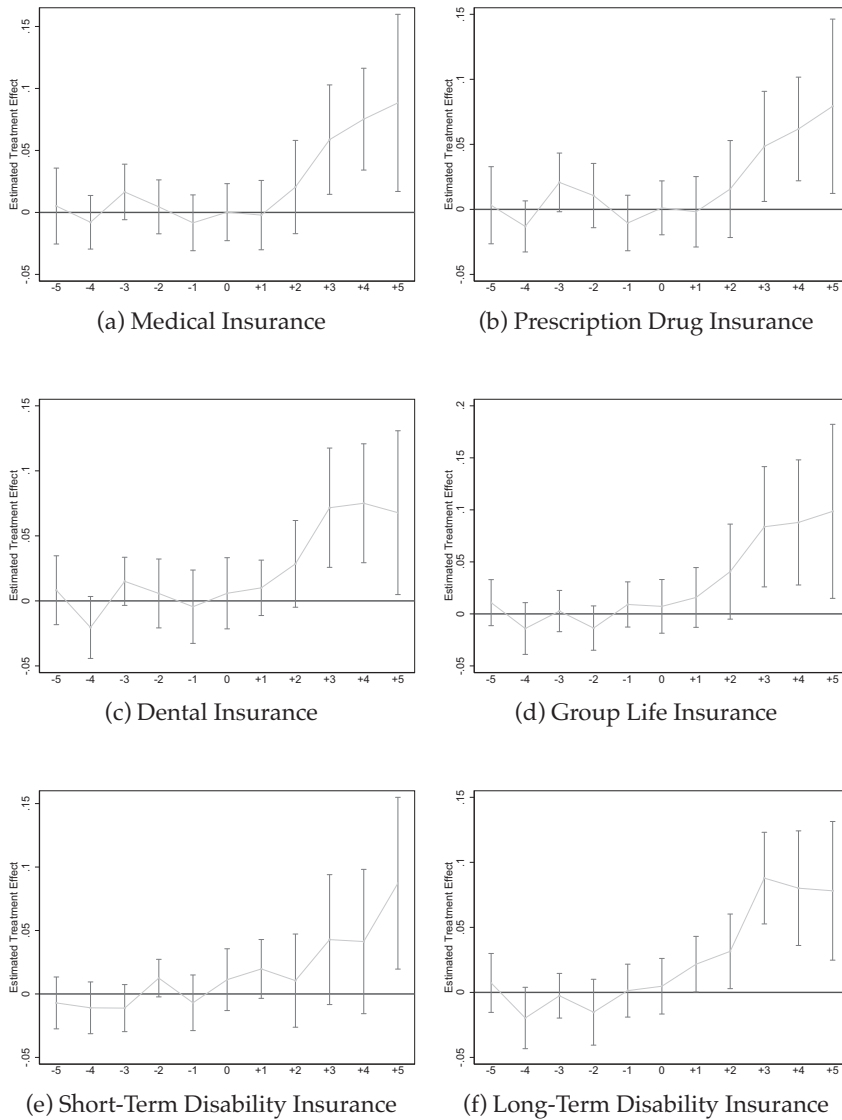 Estimated Treatment Effect
-.05 0 .05 .1 .15
-5 -4 -3 -2 -1 0 +1 +2 +3 +4 +5
(a) Medical Insurance
Estimated Treatment Effect
-.05 0 .05 .1 .15
-5 -4 -3 -2 -1 0 +1 +2 +3 +4 +5
(b) Prescription Drug Insurance
Estimated Treatment Effect
-.05 0 .05 .1 .15
-5 -4 -3 -2 -1 0 +1 +2 +3 +4 +5
(c) Dental Insurance
Estimated Treatment Effect
-.05 0 .05 .1 .15 .2
-5 -4 -3 -2 -1 0 +1 +2 +3 +4 +5
(d) Group Life Insurance
Estimated Treatment Effect
-.05 0 .05 .1 .15
-5 -4 -3 -2 -1 0 +1 +2 +3 +4 +5
(e) Short-Term Disability Insurance
Estimated Treatment Effect
-.05 0 .05 .1 .15
-5 -4 -3 -2 -1 0 +1 +2 +3 +4 +5
(f) Long-Term Disability Insurance